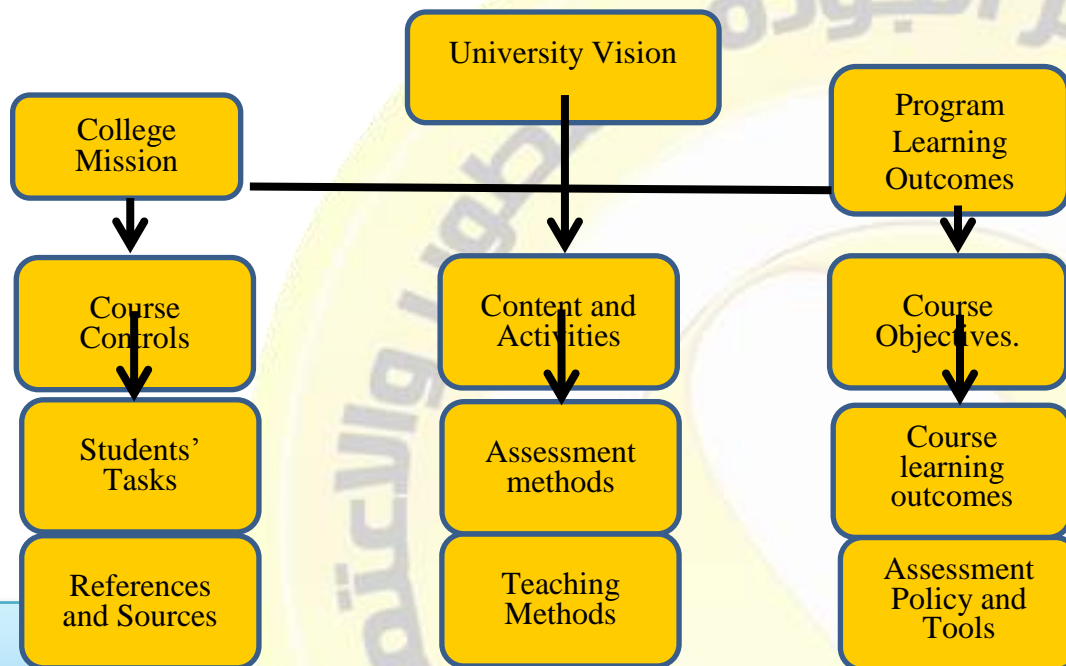 University Vision
College
Mission
Program
Learning
Outcomes
Course
Controls
Content and
Activities
Course
Objectives.
Students’
Tasks
Assessment
methods
Course
learning
outcomes
References
and Sources
Teaching
Methods
Assessment
Policy and
Tools